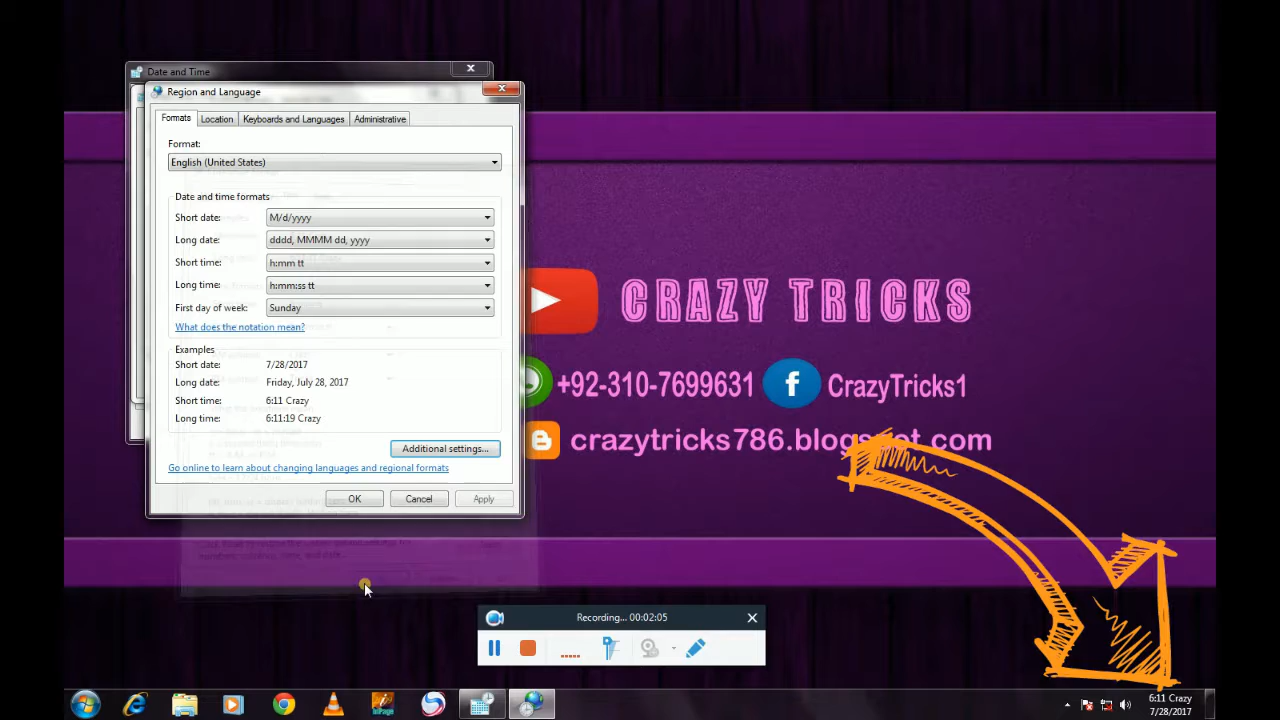 Date and Time
Region and Language
Formats
Location
Keyboards and Languages
Administrative
Format:
English (United States)
Date and time formats
Short date:
M/d/yyyy
Long date:
dddd, MMMM dd, yyyy
Short time:
h:mm tt
Long time:
h:mm:ss tt
First day of week:
Sunday
What does the notation mean?
Examples
Short date:
7/28/2017
Long date:
Friday, July 28, 2017
Short time:
6:11 Crazy
Long time:
6:11:19 Crazy
Additional settings...
Go online to learn about changing languages and regional formats
OK
Cancel
Apply
CRAZY TRICKS
+92-310-7699631
CrazyTricks1
crazytricks786.blogspot.com
Recording... 00:02:05
6:11 Crazy
7/28/2017